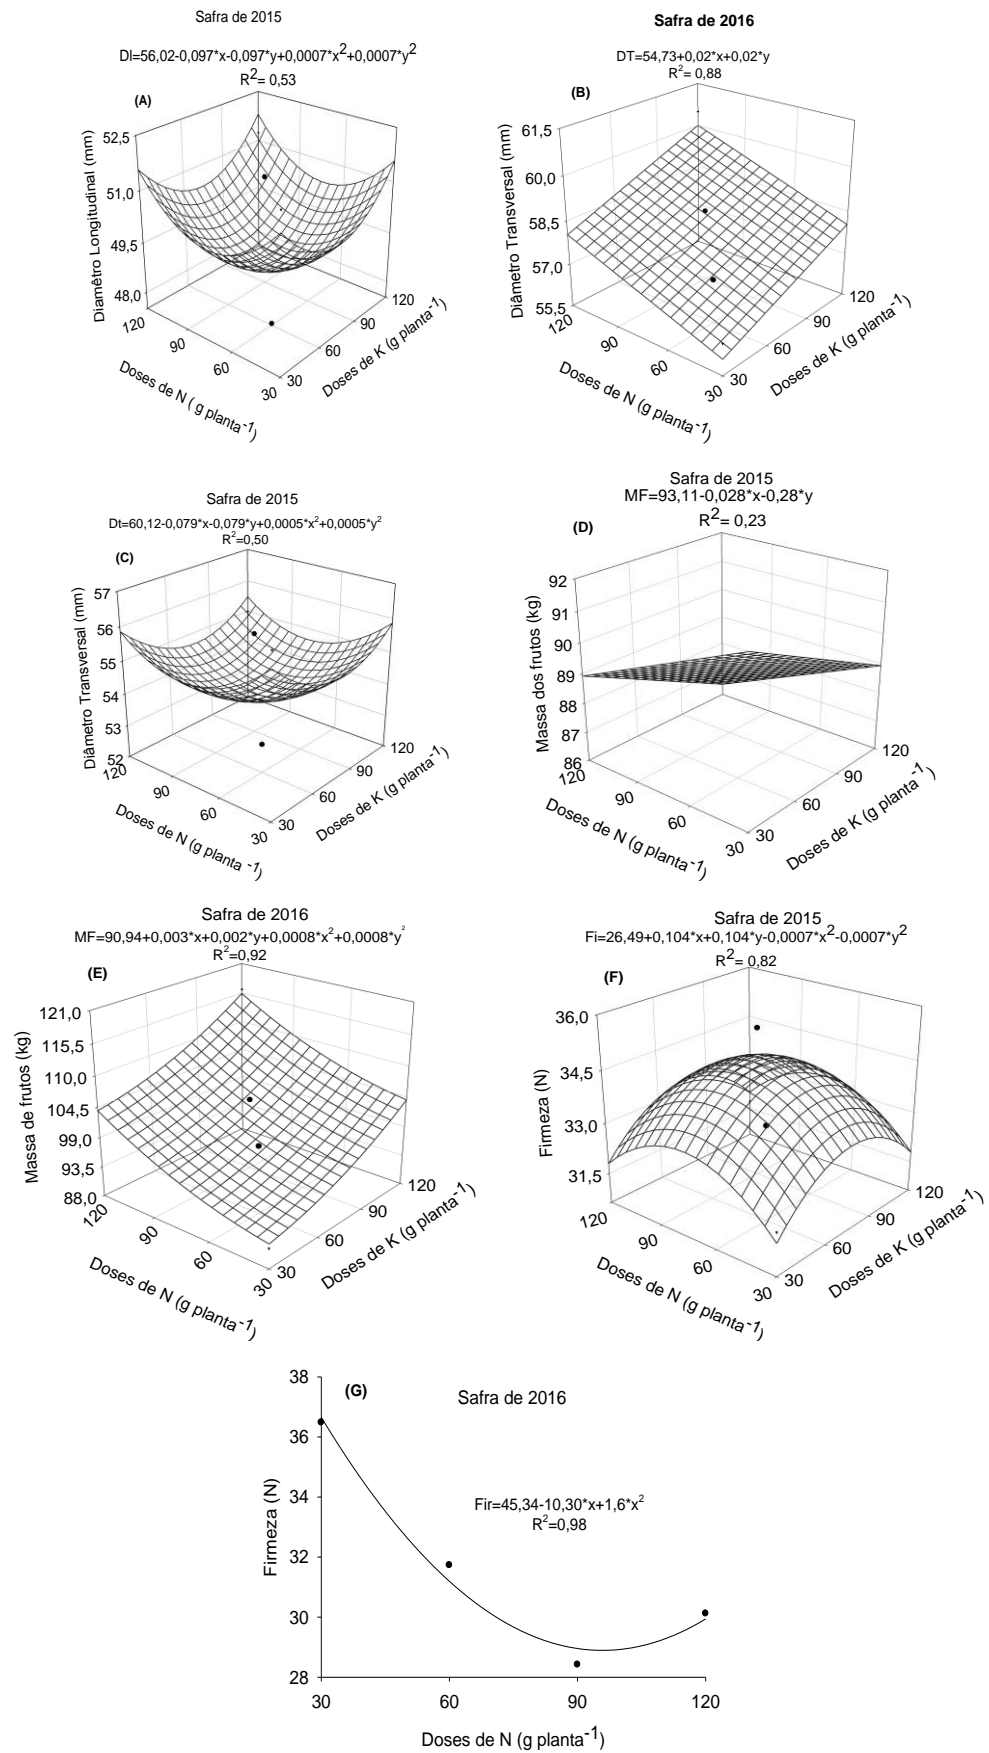 Safra de 2015
Dl=56,02-0,097*x-0,097*y+0,0007*x²+0,0007*y²
R²= 0,53
(A)
52,5
51,0
49,5
48,0
Diamêtro Longitudinal (mm)
120
90
60
30
Doses de N ( g planta⁻¹)
30
60
90
120
Doses de K (g planta⁻¹)
Safra de 2016
DT=54,73+0,02*x+0,02*y
R²= 0,88
(B)
61,5
60,0
58,5
57,0
55,5
Diâmetro Transversal (mm)
120
90
60
30
Doses de N (g planta⁻¹)
30
60
90
120
Doses de K (g planta⁻¹)
Safra de 2015
Dt=60,12-0,079*x-0,079*y+0,0005*x²+0,0005*y²
R²=0,50
(C)
57
56
55
54
53
52
Diâmetro Transversal (mm)
120
90
60
30
Doses de N (g planta ⁻¹)
30
60
90
120
Doses de K (g planta⁻¹)
Safra de 2015
MF=93,11-0,028*x-0,28*y
R²= 0,23
(D)
92
91
90
89
88
87
86
Massa dos frutos (kg)
120
90
60
30
Doses de N (g planta⁻¹)
30
60
90
120
Doses de K (g planta⁻¹)
Safra de 2016
MF=90,94+0,003*x+0,002*y+0,0008*x²+0,0008*y²
R²=0,92
(E)
121,0
115,5
110,0
104,5
99,0
93,5
88,0
Massa de frutos (kg)
120
90
60
30
Doses de N (g planta⁻¹)
30
60
90
120
Doses de K (g planta⁻¹)
Safra de 2015
Fi=26,49+0,104*x+0,104*y-0,0007*x²-0,0007*y²
R²= 0,82
(F)
36,0
34,5
33,0
31,5
Firmeza (N)
120
90
60
30
Doses de N (g planta⁻¹)
30
60
90
120
Doses de K (g planta⁻¹)
(G)
Safra de 2016
Fir=45,34-10,30*x+1,6*x²
R²=0,98
38
36
34
32
30
28
Firmeza (N)
30
60
90
120
Doses de N (g planta⁻¹)